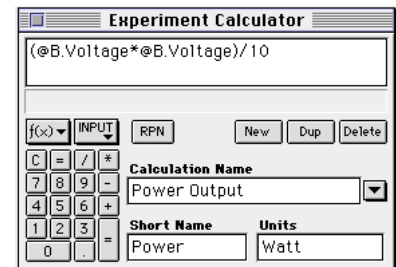 Experiment Calculator
(@B.Voltage*@B.Voltage)/10
f(x) INPUT RPN New Dup Delete
C = / *
7 8 9 -
4 5 6 +
1 2 3 =
0 .
Calculation Name
Power Output
Short Name Units
Power Watt